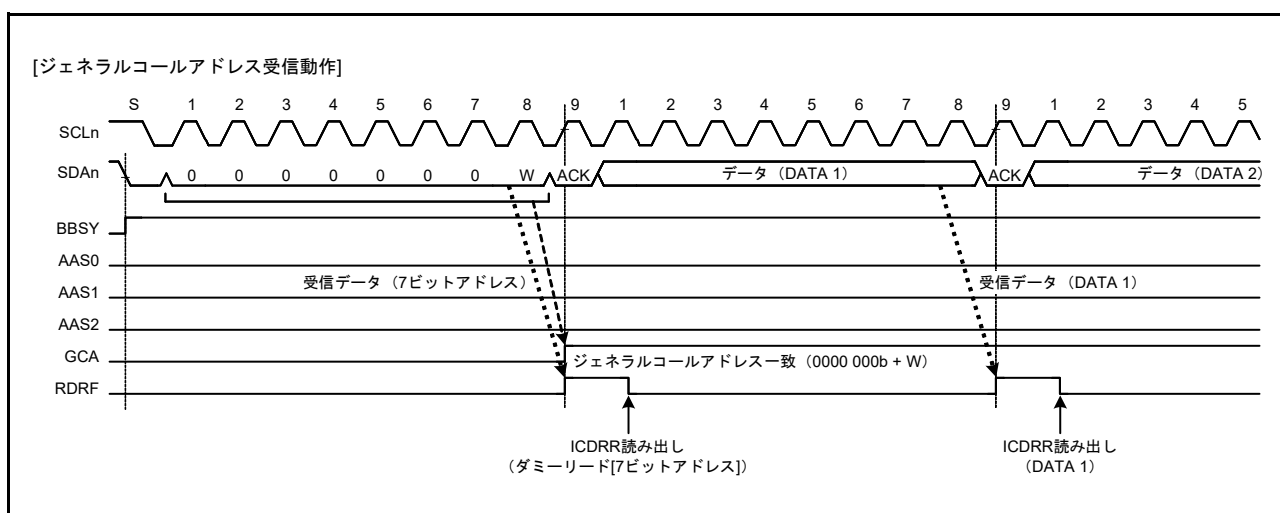 [ジェネラルコールアドレス受信動作]
S 1 2 3 4 5 6 7 8 9 1 2 3 4 5 6 7 8 9 1 2 3 4 5
SCLn
SDAn 0 0 0 0 0 0 0 W ACK データ（DATA 1） ACK データ（DATA 2）
BBSY
AAS0
受信データ（7ビットアドレス） 受信データ（DATA 1）
AAS1
AAS2
GCA ジェネラルコールアドレス一致（0000 000b + W）
RDRF
ICDRR読み出し ICDRR読み出し
（ダミーリード[7ビットアドレス]） （DATA 1）